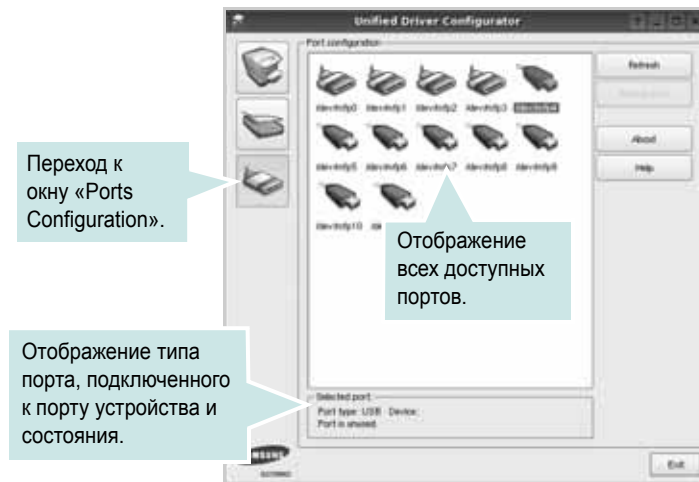 Unified Driver Configurator
Port configuration
Refresh
/dev/mfp0 /dev/mfp1 /dev/mfp2 /dev/mfp3 /dev/mfp4
About
/dev/mfp5 /dev/mfp6 /dev/mfp7 /dev/mfp8 /dev/mfp9
Help
Переход к
окну «Ports
Configuration».
/dev/mfp10
Отображение
всех доступных
портов.
Отображение типа
порта, подключенного
к порту устройства и
состояния.
Selected port:
Port type: USB Device:
Port is unused.
Exit